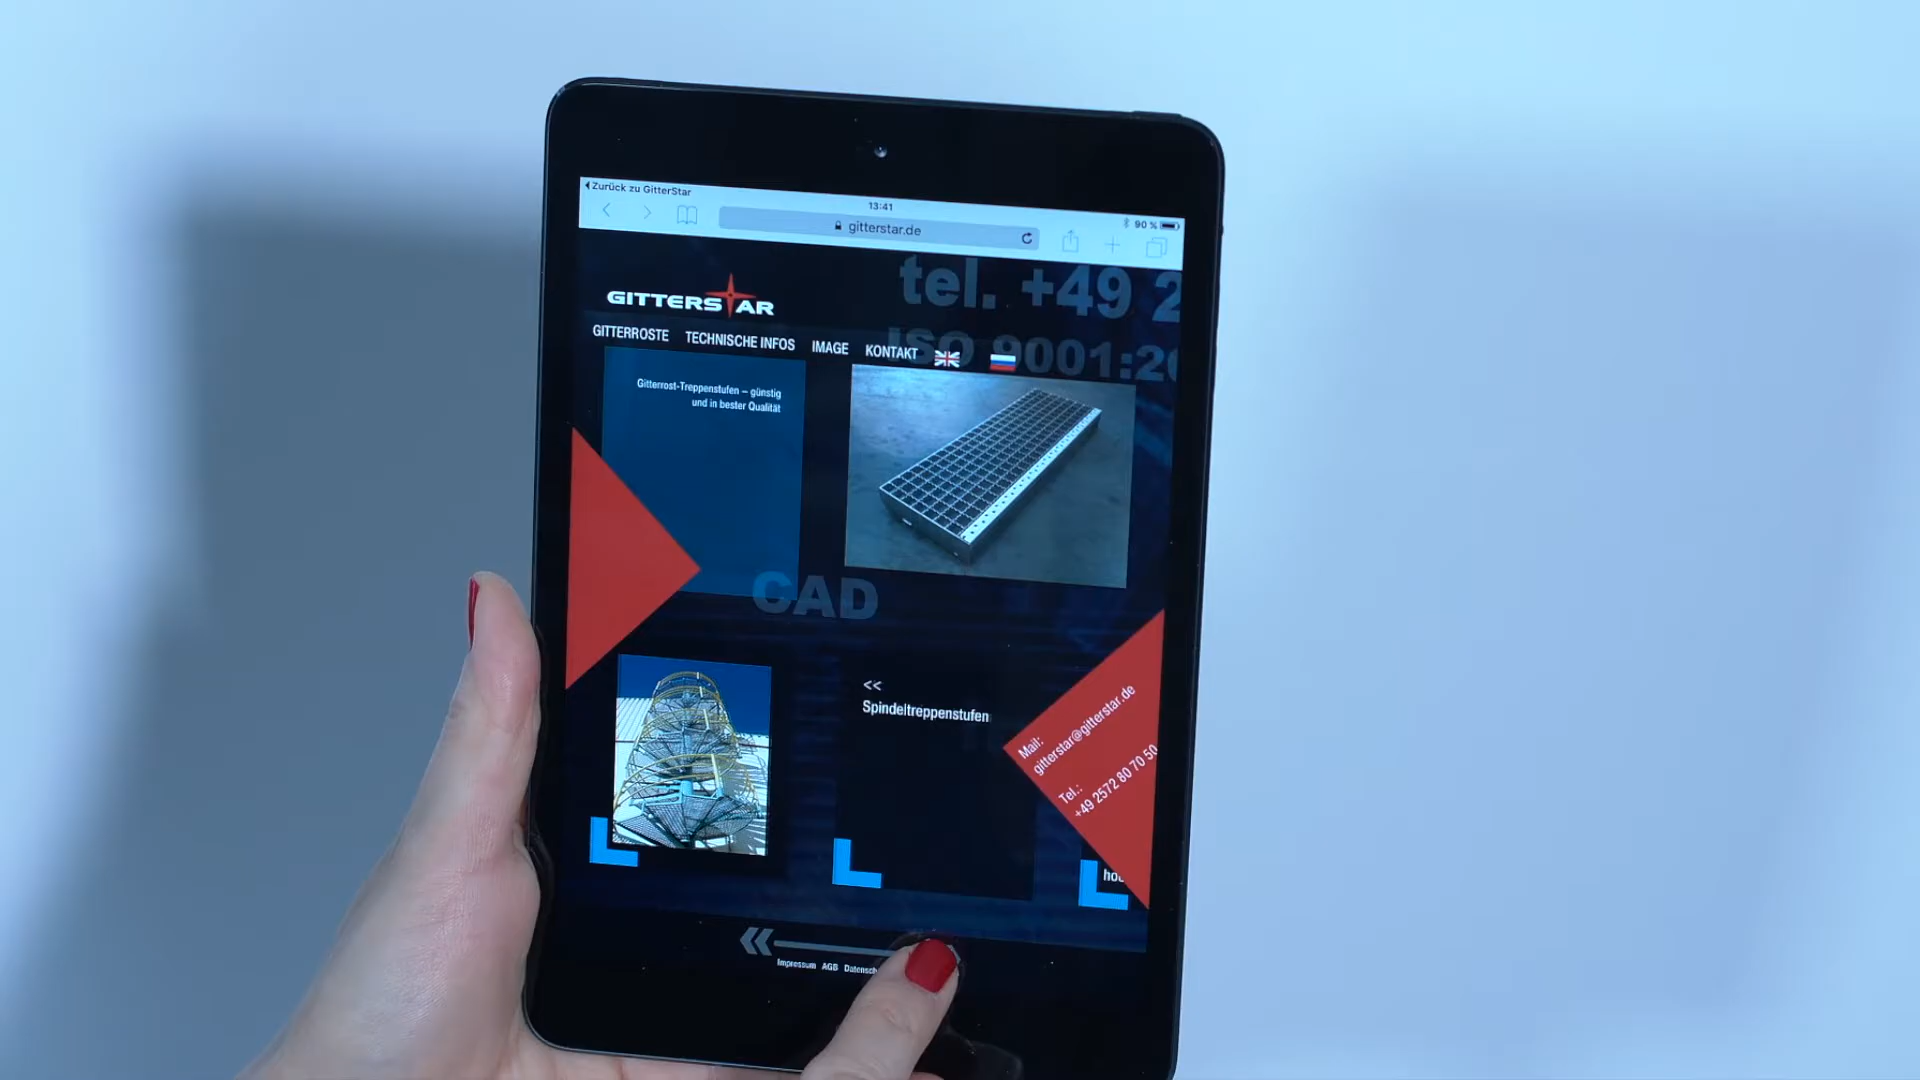 Zurück zu GitterStar
13:41
90 %
gitterstar.de
tel. +49 2
GITTERSTAR
ISO 9001:20
GITTERROSTE TECHNISCHE INFOS IMAGE KONTAKT
Gitterrost-Treppenstufen – günstig
und in bester Qualität
CAD
<<
Spindeltreppenstufen
Mail:
gitterstar@gitterstar.de
Tel.:
+49 2572 80 70 50
Impressum AGB